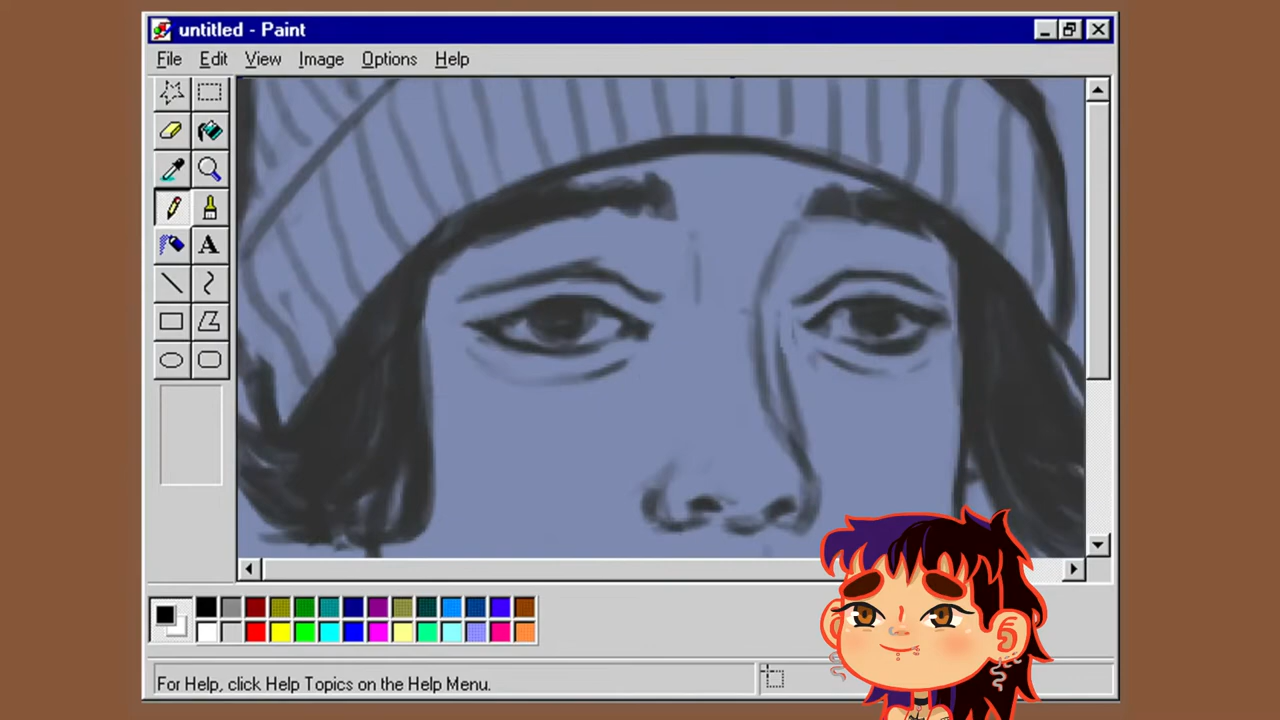 untitled - Paint
File Edit View Image Options Help
A
For Help, click Help Topics on the Help Menu.